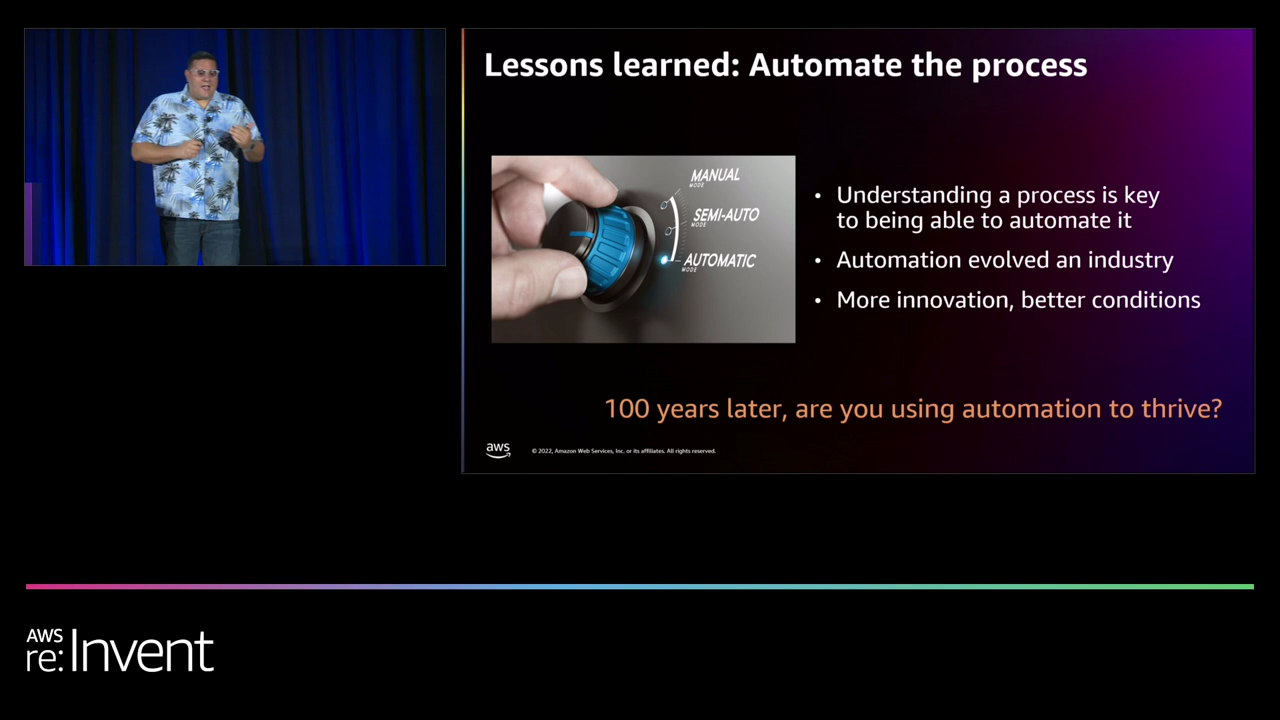 Lessons learned: Automate the process
MANUAL
MODE
SEMI-AUTO
MODE
AUTOMATIC
MODE
• Understanding a process is key
to being able to automate it
• Automation evolved an industry
• More innovation, better conditions
100 years later, are you using automation to thrive?
aws
© 2022, Amazon Web Services, Inc. or its affiliates. All rights reserved.
AWS
re:Invent